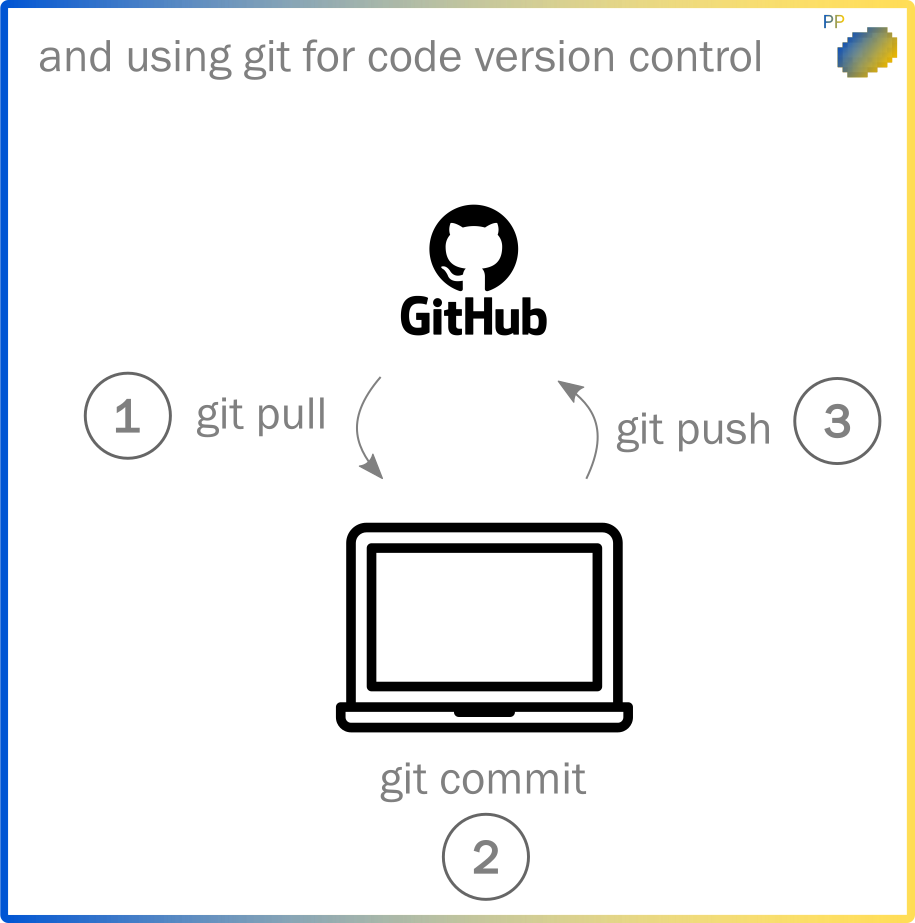 PP
and using git for code version control
GitHub
1 git pull
git push 3
git commit
2